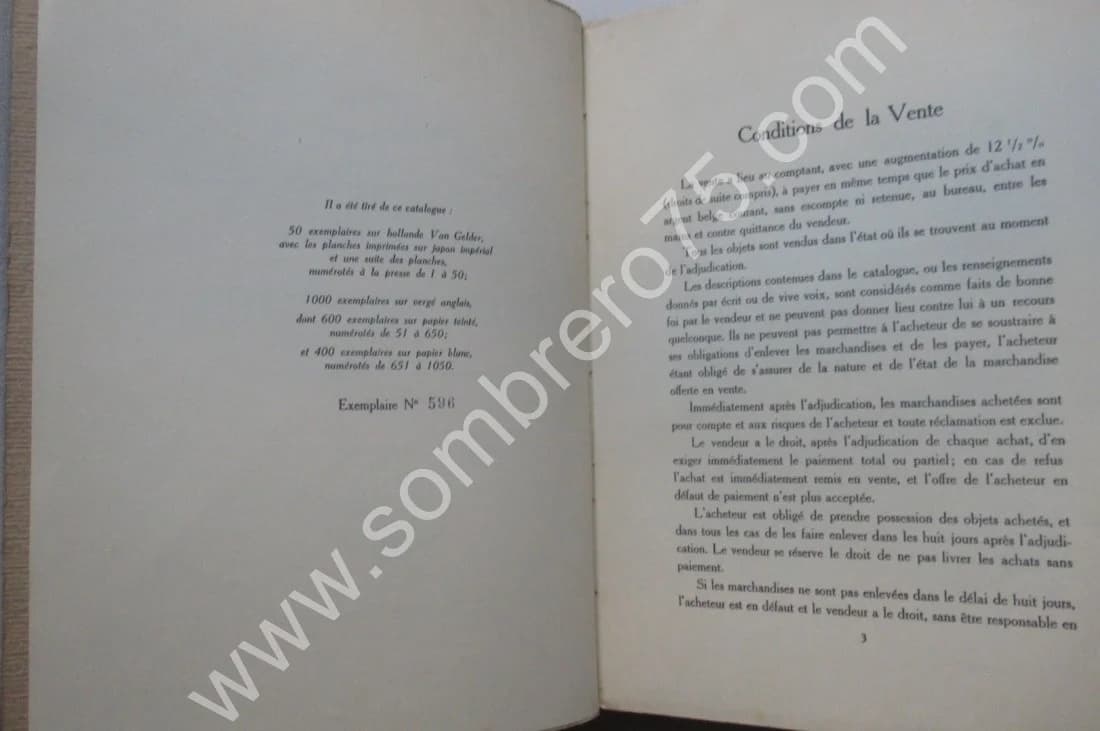 Il a été tiré de ce catalogue :
50 exemplaires sur hollande Van Gelder,
avec les planches imprimées sur japon impérial
et une suite des planches,
numérotés à la presse de 1 à 50;
1000 exemplaires sur vergé anglais,
dont 600 exemplaires sur papier teinté,
numérotés de 51 à 650;
et 400 exemplaires sur papier blanc,
numérotés de 651 à 1050.
Exemplaire N° 596
Conditions de la Vente
La vente a lieu au comptant, avec une augmentation de 12 1/2 %
(droits de suite compris), à payer en même temps que le prix d'achat en
argent belge courant, sans escompte ni retenue, au bureau, entre les
mains et contre quittance du vendeur.
Tous les objets sont vendus dans l'état où ils se trouvent au moment
de l'adjudication.
Les descriptions contenues dans le catalogue, ou les renseignements
donnés par écrit ou de vive voix, sont considérés comme faits de bonne
foi par le vendeur et ne peuvent pas donner lieu contre lui à un recours
quelconque. Ils ne peuvent pas permettre à l'acheteur de se soustraire à
ses obligations d'enlever les marchandises et de les payer, l'acheteur
étant obligé de s'assurer de la nature et de l'état de la marchandise
offerte en vente.
Immédiatement après l'adjudication, les marchandises achetées sont
pour compte et aux risques de l'acheteur et toute réclamation est exclue.
Le vendeur a le droit, après l'adjudication de chaque achat, d'en
exiger immédiatement le paiement total ou partiel; en cas de refus
l'achat est immédiatement remis en vente, et l'offre de l'acheteur en
défaut de paiement n'est plus acceptée.
L'acheteur est obligé de prendre possession des objets achetés, et
dans tous les cas de les faire enlever dans les huit jours après l'adjudi-
cation. Le vendeur se réserve le droit de ne pas livrer les achats sans
paiement.
Si les marchandises ne sont pas enlevées dans le délai de huit jours,
l'acheteur est en défaut et le vendeur a le droit, sans être responsable en
3
www.sombrero75.com